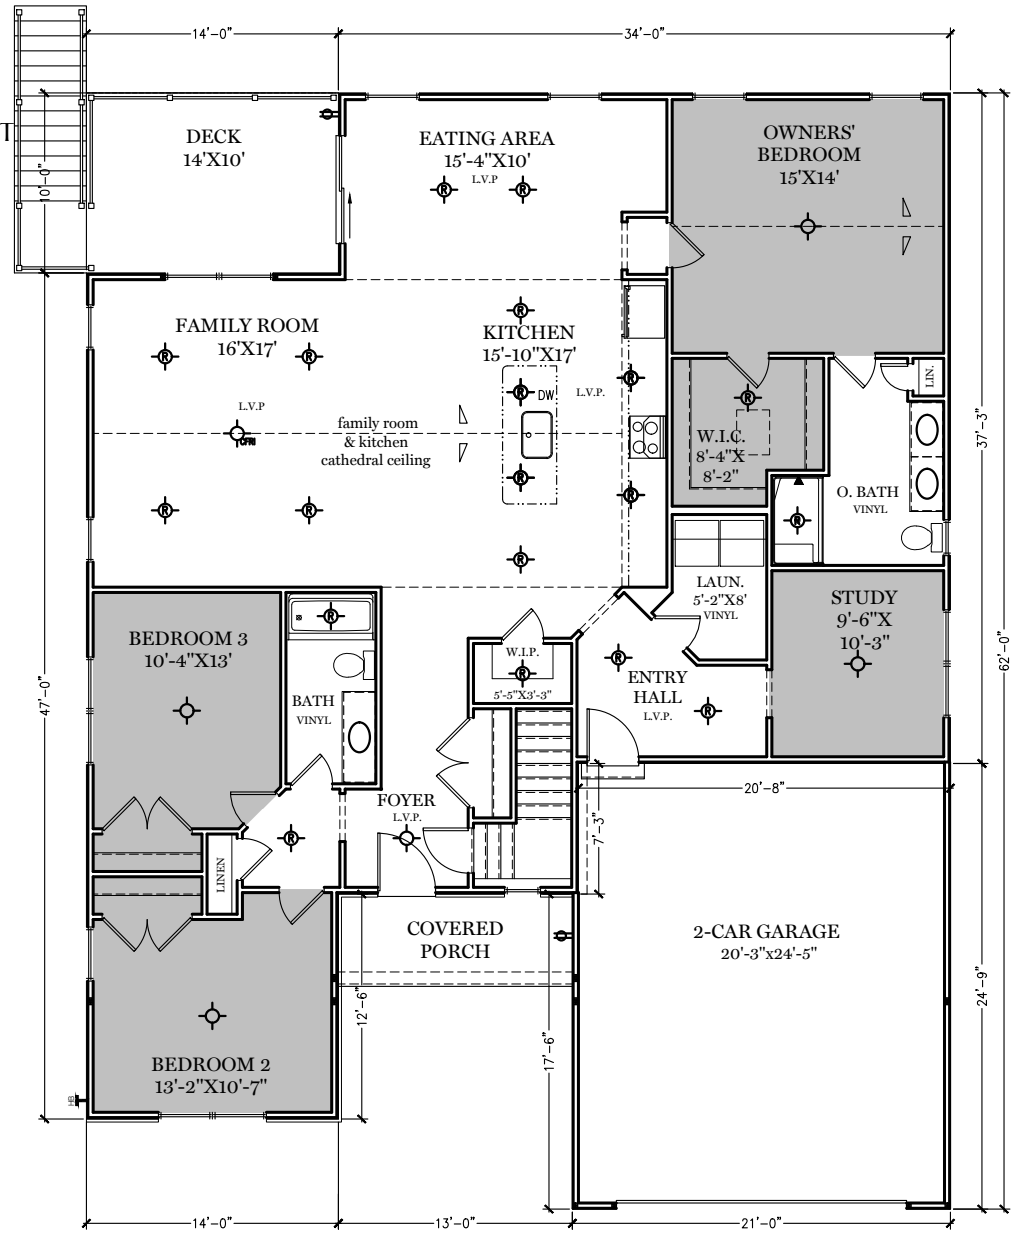 14'-0"
34'-0"
T
DECK
14'X10'
10'-0"
EATING AREA
15'-4"X10'
L.V.P
R
R
OWNERS'
BEDROOM
15'X14'
FAMILY ROOM
16'X17'
R
R
L.V.P
CFRI
R
R
family room
& kitchen
cathedral ceiling
R
KITCHEN
15'-10"X17'
R
DW
L.V.P.
R
R
R
R
R
W.I.C.
8'-4"X
8'-2"
LIN.
O. BATH
VINYL
R
37'-3"
62'-0"
LAUN.
5'-2"X8'
VINYL
STUDY
9'-6"X
10'-3"
BEDROOM 3
10'-4"X13'
R
BATH
VINYL
W.I.P.
R
5'-5"X3'-3"
R
ENTRY
HALL
L.V.P.
R
47'-0"
FOYER
L.V.P.
R
LINEN
20'-8"
7'-3"
COVERED
PORCH
2-CAR GARAGE
20'-3"x24'-5"
24'-9"
BEDROOM 2
13'-2"X10'-7"
12'-6"
17'-6"
HB
14'-0"
13'-0"
21'-0"